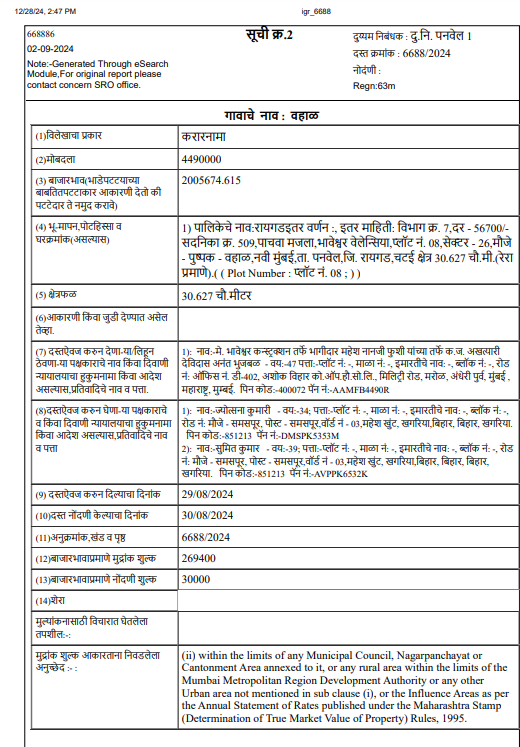 12/28/24, 2:47 PM
igr_6688
668886
02-09-2024
Note:-Generated Through eSearch
Module,For original report please
contact concern SRO office.
सूची क्र.2
दुय्यम निबंधक : दु.नि. पनवेल 1
दस्त क्रमांक : 6688/2024
नोदंणी :
Regn:63m
गावाचे नाव : वहाळ
(1)विलेखाचा प्रकार
करारनामा
(2)मोबदला
4490000
(3) बाजारभाव(भाडेपटटयाच्या
बाबतितपटटाकार आकारणी देतो की
पटटेदार ते नमुद करावे)
2005674.615
(4) भू-मापन,पोटहिस्सा व
घरक्रमांक(असल्यास)
1) पालिकेचे नाव:रायगडइतर वर्णन :, इतर माहिती: विभाग क्र. 7,दर - 56700/-
सदनिका क्र. 509,पाचवा मजला,भावेश्वर वेलेन्सिया,प्लॉट नं. 08,सेक्टर - 26,मौजे
- पुष्पक - वहाळ,नवी मुंबई,ता. पनवेल,जि. रायगड,चटई क्षेत्र 30.627 चौ.मी.(रेरा
प्रमाणे).( ( Plot Number : प्लॉट नं. 08 ; ) )
(5) क्षेत्रफळ
30.627 चौ.मीटर
(6)आकारणी किंवा जुडी देण्यात असेल
तेव्हा.
(7) दस्तऐवज करुन देणा-या/लिहून
ठेवणा-या पक्षकाराचे नाव किंवा दिवाणी
न्यायालयाचा हुकुमनामा किंवा आदेश
असल्यास,प्रतिवादिचे नाव व पत्ता.
1): नाव:-मे. भावेश्वर कन्स्ट्रक्शन तर्फे भागीदार महेश नानजी फुशी यांच्या तर्फे क.ज. अखत्यारी
देविदास अनंत भुजबळ - वय:-47 पत्ता:-प्लॉट नं: -, माळा नं: -, इमारतीचे नाव: -, ब्लॉक नं: -, रोड
नं: ऑफिस नं. डी-402, अशोक विहार को.ऑप.हौ.सो.लि., मिलिट्री रोड, मरोळ, अंधेरी पुर्व, मुंबई ,
महाराष्ट्र, मुम्बई. पिन कोड:-400072 पॅन नं:-AAMFB4490R
(8)दस्तऐवज करुन घेणा-या पक्षकाराचे
व किंवा दिवाणी न्यायालयाचा हुकुमनामा
किंवा आदेश असल्यास,प्रतिवादिचे नाव
व पत्ता
1): नाव:-ज्योत्सना कुमारी - वय:-34; पत्ता:-प्लॉट नं: -, माळा नं: -, इमारतीचे नाव: -, ब्लॉक नं: -,
रोड नं: मौजे - समसपूर, पोस्ट - समसपूर,वॉर्ड नं - 03,महेश खुंट, खगरिया,बिहार, बिहार, खगरिया.
पिन कोड:-851213 पॅन नं:-DMSPK5353M
2): नाव:-सुमित कुमार - वय:-39; पत्ता:-प्लॉट नं: -, माळा नं: -, इमारतीचे नाव: -, ब्लॉक नं: -, रोड
नं: मौजे - समसपूर, पोस्ट - समसपूर,वॉर्ड नं - 03,महेश खुंट, खगरिया,बिहार, बिहार, बिहार,
खगरिया. पिन कोड:-851213 पॅन नं:-AVPPK6532K
(9) दस्तऐवज करुन दिल्याचा दिनांक
29/08/2024
(10)दस्त नोंदणी केल्याचा दिनांक
30/08/2024
(11)अनुक्रमांक,खंड व पृष्ठ
6688/2024
(12)बाजारभावाप्रमाणे मुद्रांक शुल्क
269400
(13)बाजारभावाप्रमाणे नोंदणी शुल्क
30000
(14)शेरा
मुल्यांकनासाठी विचारात घेतलेला
तपशील:-:
मुद्रांक शुल्क आकारताना निवडलेला
अनुच्छेद :- :
(ii) within the limits of any Municipal Council, Nagarpanchayat or
Cantonment Area annexed to it, or any rural area within the limits of the
Mumbai Metropolitan Region Development Authority or any other
Urban area not mentioned in sub clause (i), or the Influence Areas as per
the Annual Statement of Rates published under the Maharashtra Stamp
(Determination of True Market Value of Property) Rules, 1995.